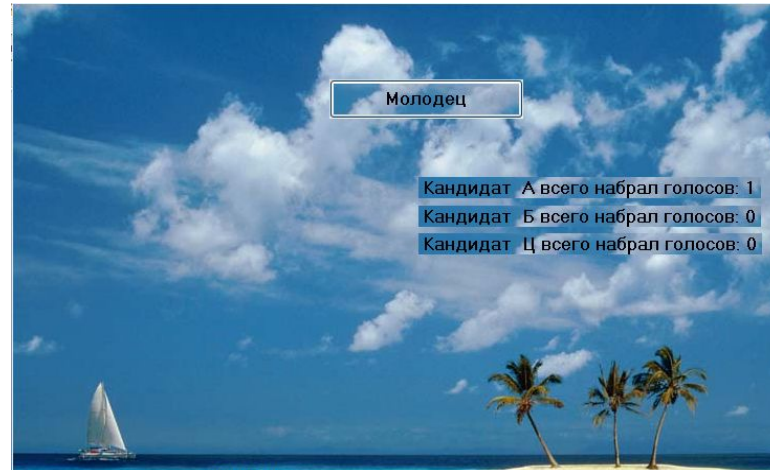 Молодец
Кандидат А всего набрал голосов: 1
Кандидат Б всего набрал голосов: 0
Кандидат Ц всего набрал голосов: 0